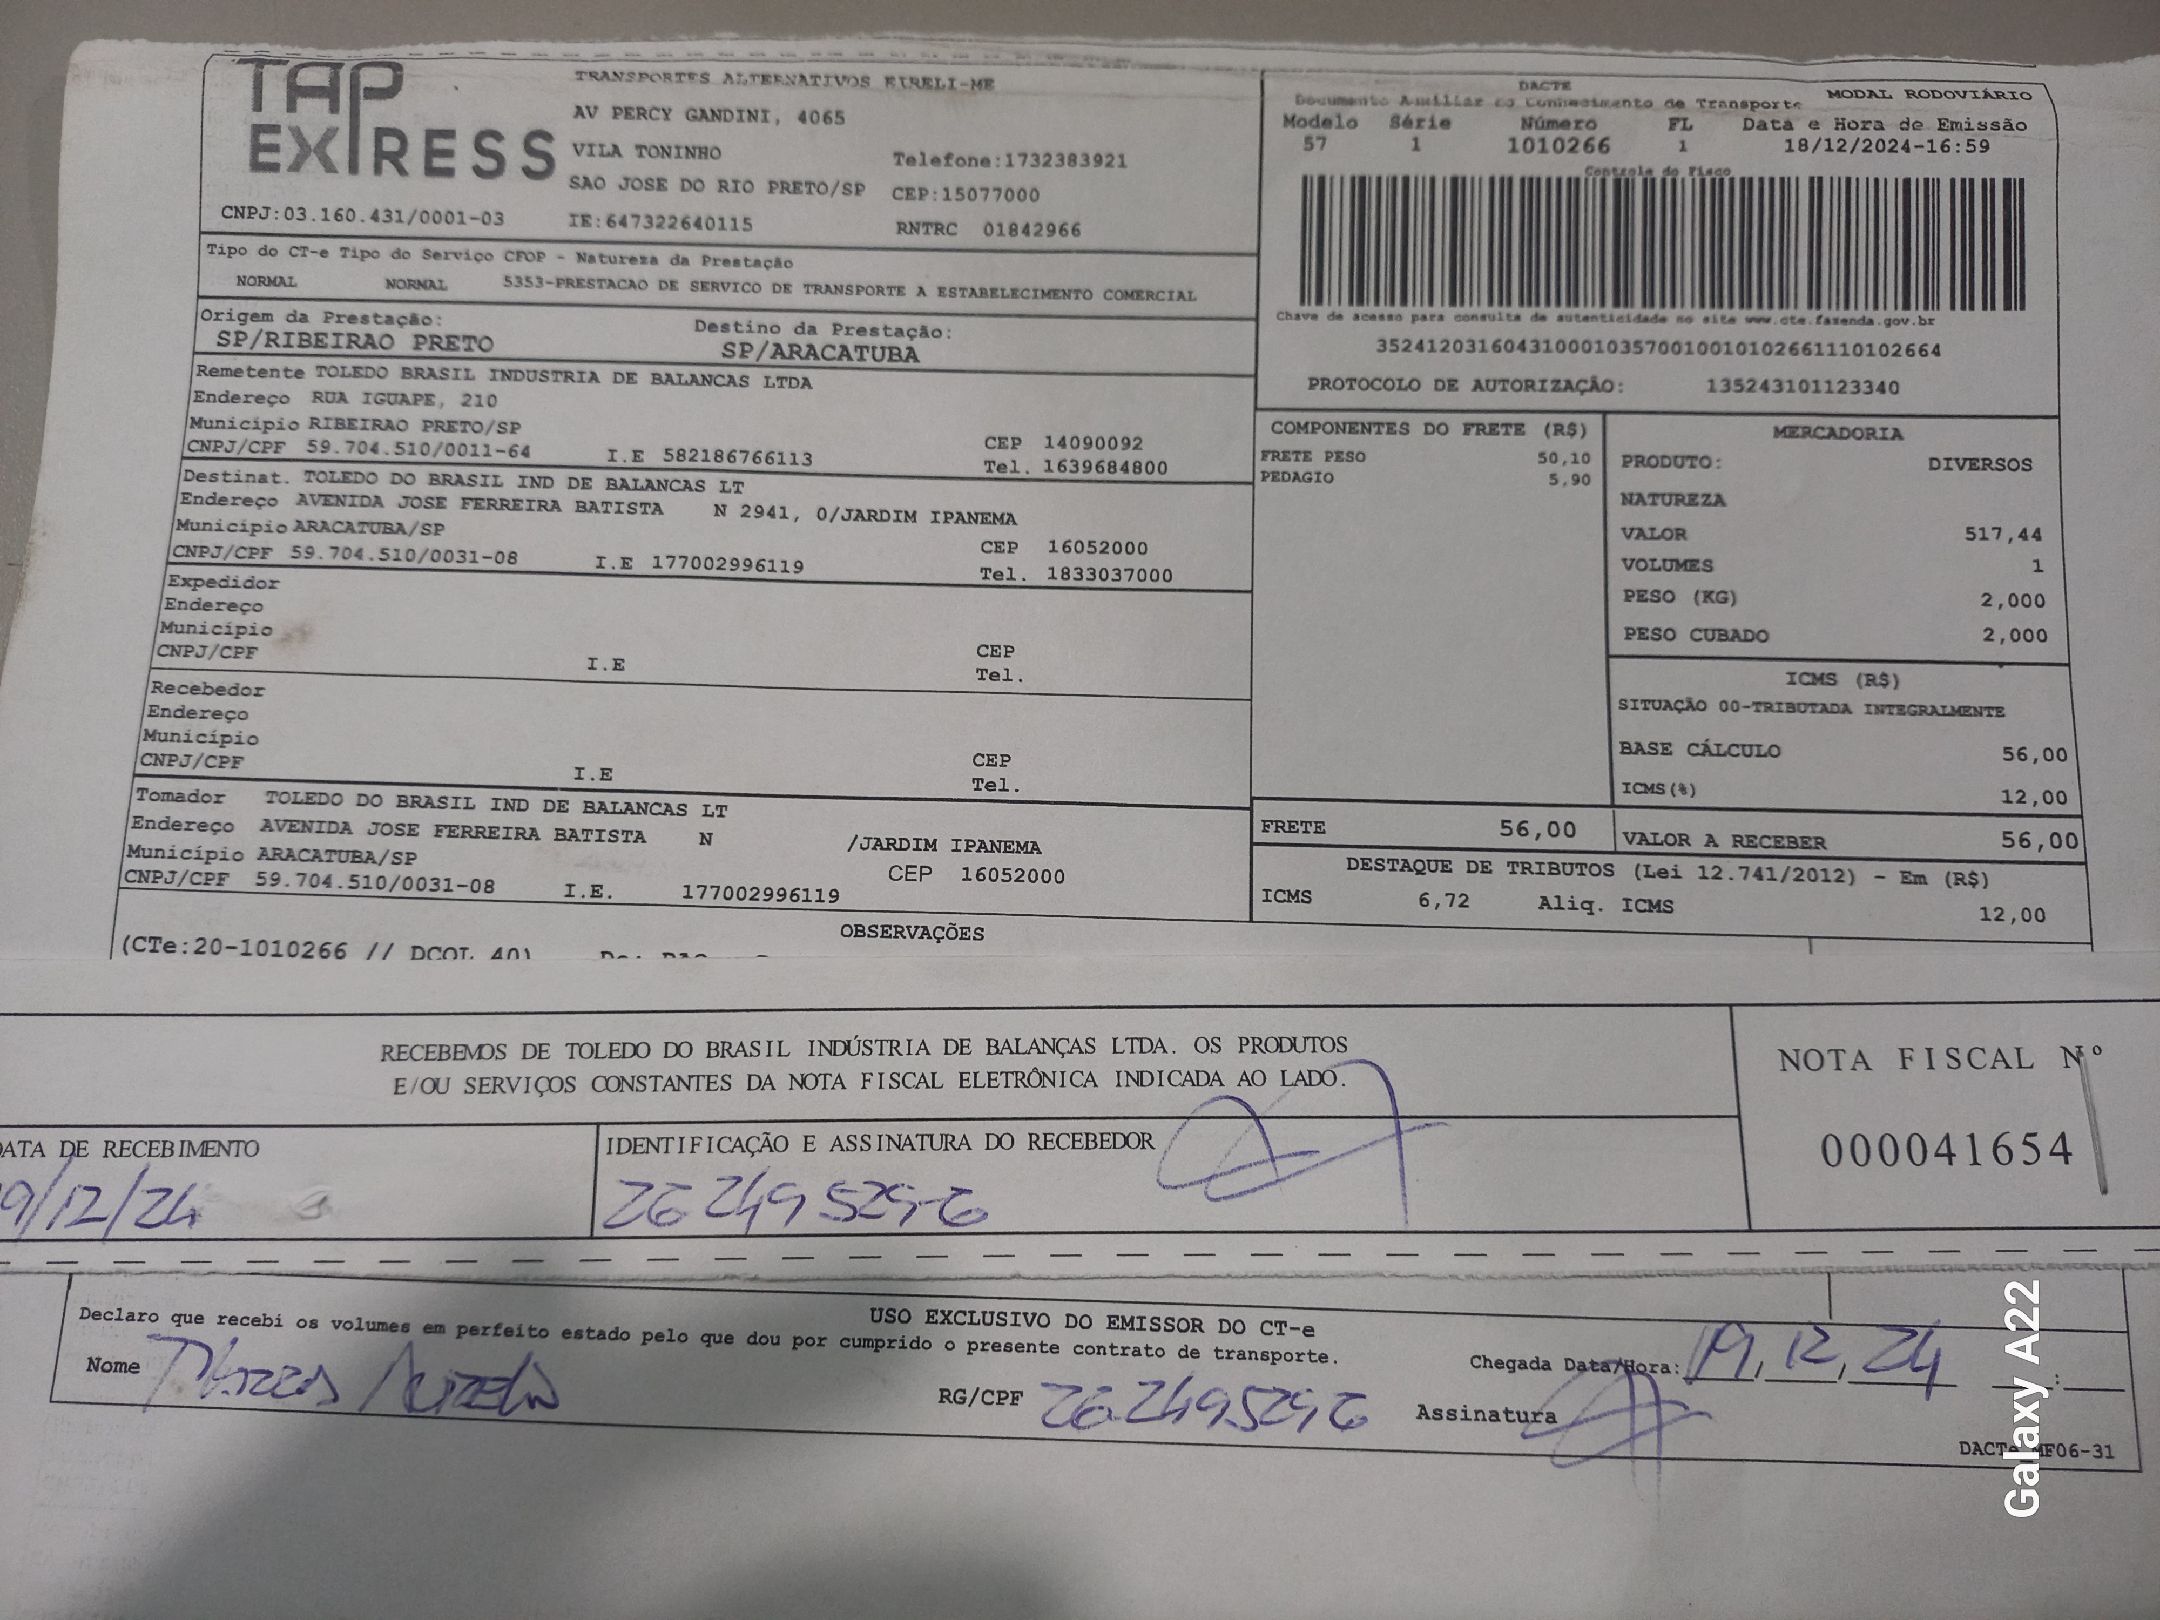 TAP EXPRESS
TRANSPORTES ALTERNATIVOS EIRELI-ME
AV PERCY GANDINI, 4065
VILA TONINHO Telefone:1732383921
SAO JOSE DO RIO PRETO/SP CEP:15077000
CNPJ:03.160.431/0001-03 IE:647322640115 RNTRC 01842966
DACTE
Documento Auxiliar do Conhecimento de Transporte MODAL RODOVIÁRIO
Modelo Série Número FL Data e Hora de Emissão
57 1 1010266 1 18/12/2024-16:59
Controle do Fisco
Chave de acesso para consulta de autenticidade no site www.cte.fazenda.gov.br
35241203160431000103570010010102661110102664
PROTOCOLO DE AUTORIZAÇÃO: 135243101123340
Tipo do CT-e Tipo do Serviço CFOP - Natureza da Prestação
NORMAL NORMAL 5353-PRESTACAO DE SERVICO DE TRANSPORTE A ESTABELECIMENTO COMERCIAL
Origem da Prestação: Destino da Prestação:
SP/RIBEIRAO PRETO SP/ARACATUBA
Remetente TOLEDO BRASIL INDUSTRIA DE BALANCAS LTDA
Endereço RUA IGUAPE, 210
Município RIBEIRAO PRETO/SP CEP 14090092
CNPJ/CPF 59.704.510/0011-64 I.E 582186766113 Tel. 1639684800
Destinat. TOLEDO DO BRASIL IND DE BALANCAS LT
Endereço AVENIDA JOSE FERREIRA BATISTA N 2941, 0/JARDIM IPANEMA
Município ARACATUBA/SP CEP 16052000
CNPJ/CPF 59.704.510/0031-08 I.E 177002996119 Tel. 1833037000
Expedidor
Endereço
Município CEP
CNPJ/CPF I.E Tel.
Recebedor
Endereço
Município CEP
CNPJ/CPF I.E Tel.
Tomador TOLEDO DO BRASIL IND DE BALANCAS LT
Endereço AVENIDA JOSE FERREIRA BATISTA N /JARDIM IPANEMA
Município ARACATUBA/SP CEP 16052000
CNPJ/CPF 59.704.510/0031-08 I.E. 177002996119
COMPONENTES DO FRETE (R$)
FRETE PESO 50,10
PEDAGIO 5,90
MERCADORIA
PRODUTO: DIVERSOS
NATUREZA
VALOR 517,44
VOLUMES 1
PESO (KG) 2,000
PESO CUBADO 2,000
ICMS (R$)
SITUAÇÃO 00-TRIBUTADA INTEGRALMENTE
BASE CÁLCULO 56,00
ICMS(%) 12,00
FRETE 56,00 VALOR A RECEBER 56,00
DESTAQUE DE TRIBUTOS (Lei 12.741/2012) - Em (R$)
ICMS 6,72 Aliq. ICMS 12,00
OBSERVAÇÕES
(CTe:20-1010266 // DCOL 40)
RECEBEMOS DE TOLEDO DO BRASIL INDÚSTRIA DE BALANÇAS LTDA. OS PRODUTOS
E/OU SERVIÇOS CONSTANTES DA NOTA FISCAL ELETRÔNICA INDICADA AO LADO.
NOTA FISCAL Nº
000041654
DATA DE RECEBIMENTO IDENTIFICAÇÃO E ASSINATURA DO RECEBEDOR
9/12/24 26249529-6
USO EXCLUSIVO DO EMISSOR DO CT-e
Declaro que recebi os volumes em perfeito estado pelo que dou por cumprido o presente contrato de transporte.
Nome RG/CPF 262495296 Chegada Data/Hora: 19, 12, 24 :
Assinatura
DACTe MF06-31
Galaxy A22